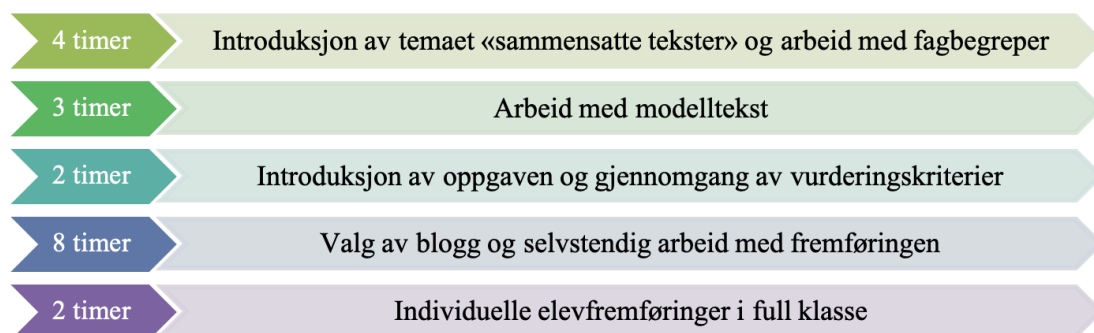 4 timer Introduksjon av temaet «sammensatte tekster» og arbeid med fagbegreper
3 timer Arbeid med modelltekst
2 timer Introduksjon av oppgaven og gjennomgang av vurderingskriterier
8 timer Valg av blogg og selvstendig arbeid med fremføringen
2 timer Individuelle elevfremføringer i full klasse